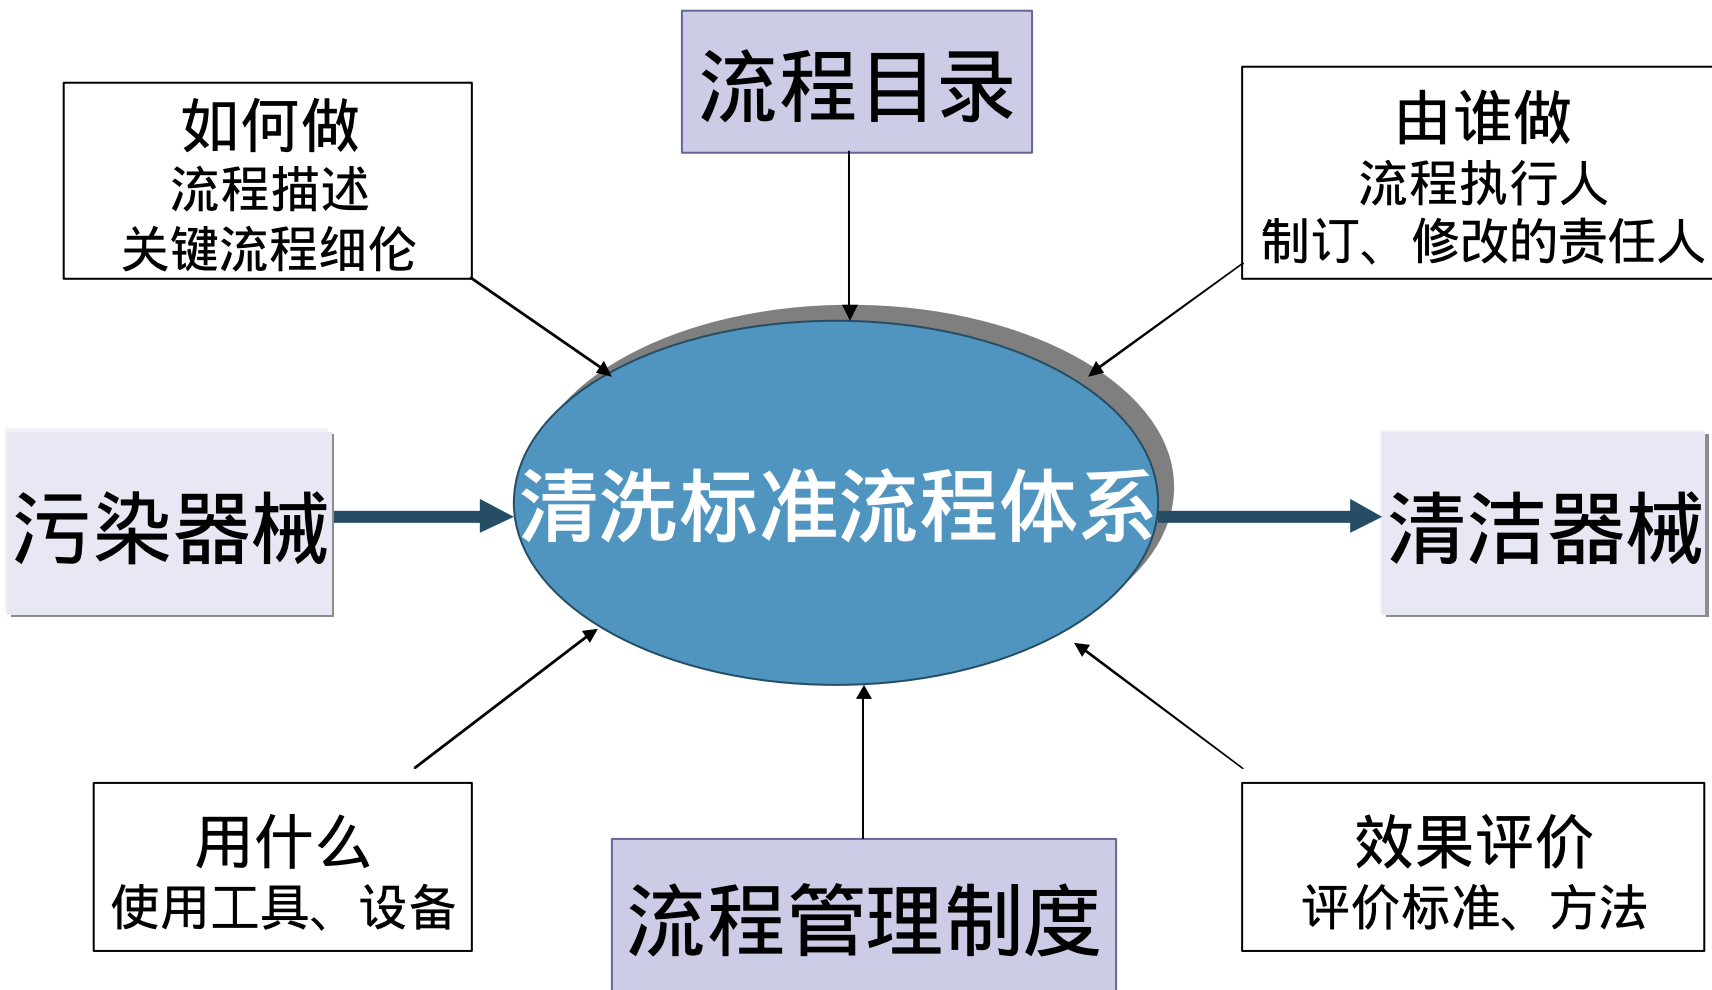 流程目录
如何做
流程描述
关键流程细伦
由谁做
流程执行人
制订、修改的责任人
污染器械
清洗标准流程体系
清洁器械
用什么
使用工具、设备
流程管理制度
效果评价
评价标准、方法